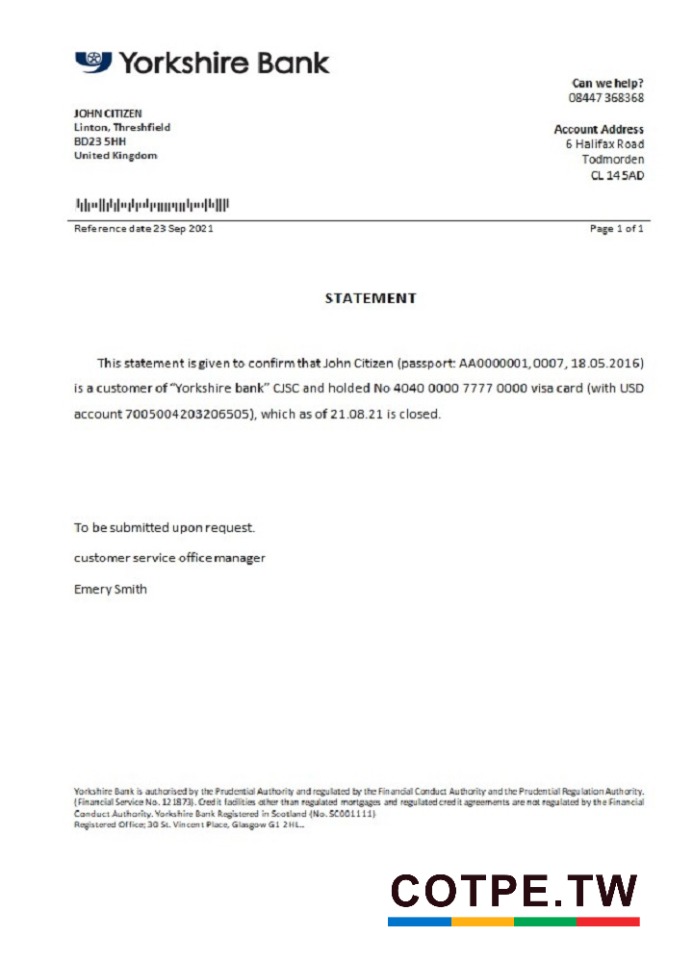 Yorkshire Bank
Can we help?
08447 368368
JOHN CITIZEN
Linton, Threshfield
BD23 5HH
United Kingdom
Account Address
6 Halifax Road
Todmorden
CL 14 5AD
Reference date 23 Sep 2021
Page 1 of 1
STATEMENT
This statement is given to confirm that John Citizen (passport: AA0000001, 0007, 18.05.2016)
is a customer of “Yorkshire bank” CJSC and holded No 4040 0000 7777 0000 visa card (with USD
account 7005004203206505), which as of 21.08.21 is closed.
To be submitted upon request.
customer service office manager
Emery Smith
Yorkshire Bank is authorised by the Prudential Authority and regulated by the Financial Conduct Authority and the Prudential Regulation Authority.
(Financial Service No. 121873). Credit facilities other than regulated mortgages and regulated credit agreements are not regulated by the Financial
Conduct Authority. Yorkshire Bank Registered in Scotland (No. SC001111)
Registered Office; 30 St. Vincent Place, Glasgow G1 2HL..
COTPE.TW